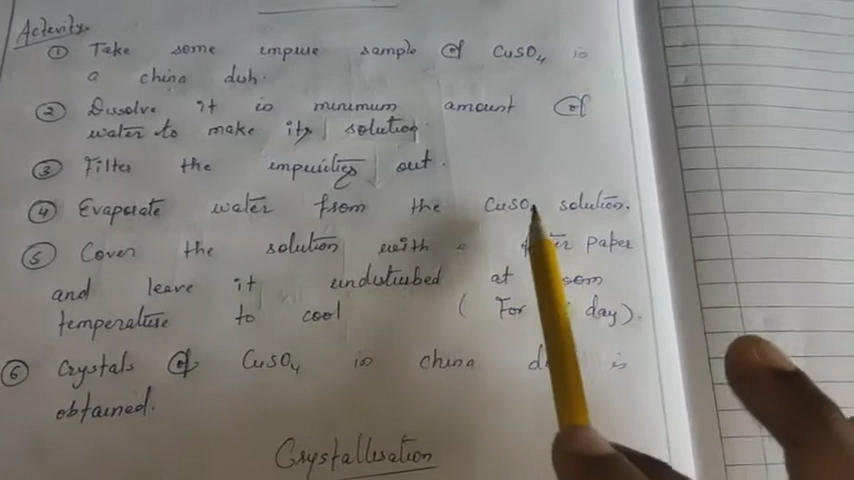 Activity
① Take some impure sample of CuSO₄ in
a china dish.
② Dissolve it in minimum amount of
water to make its solution.
③ Filter the impurities out.
④ Evaporate water from the CuSO solution.
⑤ Cover the solution with a paper
and leave it undisturbed at room
temperature to cool (For day).
⑥ Crystals of CuSO₄ in china is
obtained.
Crystallisation